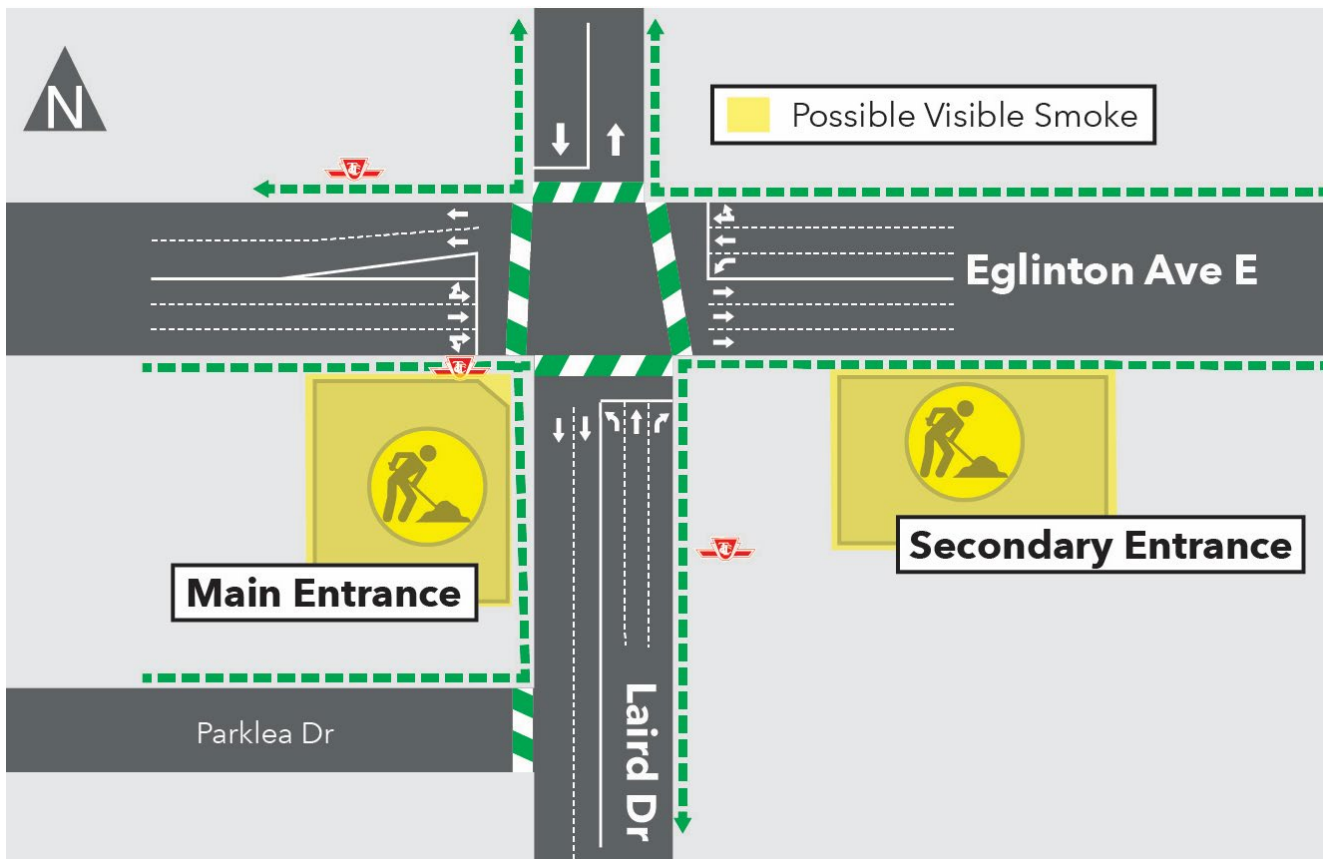 N
Possible Visible Smoke
Eglinton Ave E
Main Entrance
Secondary Entrance
Parklea Dr
Laird Dr